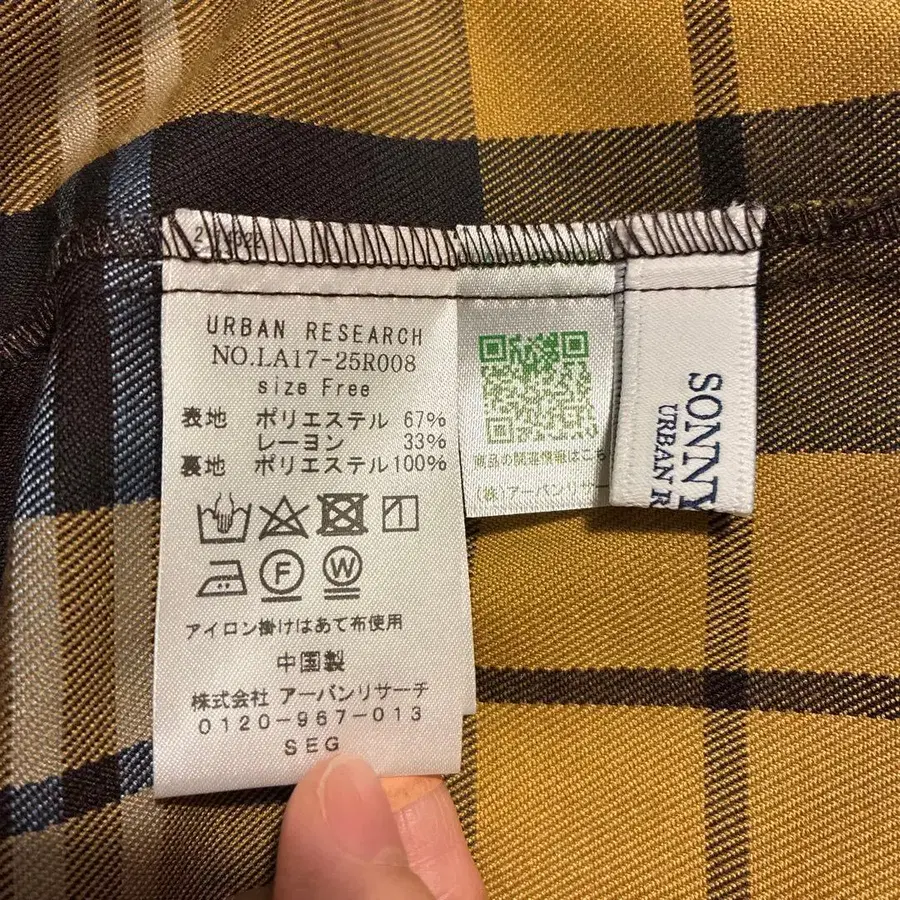 URBAN RESEARCH
NO.LA17-25R008
size Free
表地 ポリエステル 67%
レーヨン 33%
裏地 ポリエステル 100%
F W
アイロン掛けはあて布使用
中国製
株式会社 アーバンリサーチ
0120-967-013
SEG
商品の関連情報はこち
(株)アーバンリサー
SONNY
URBAN R